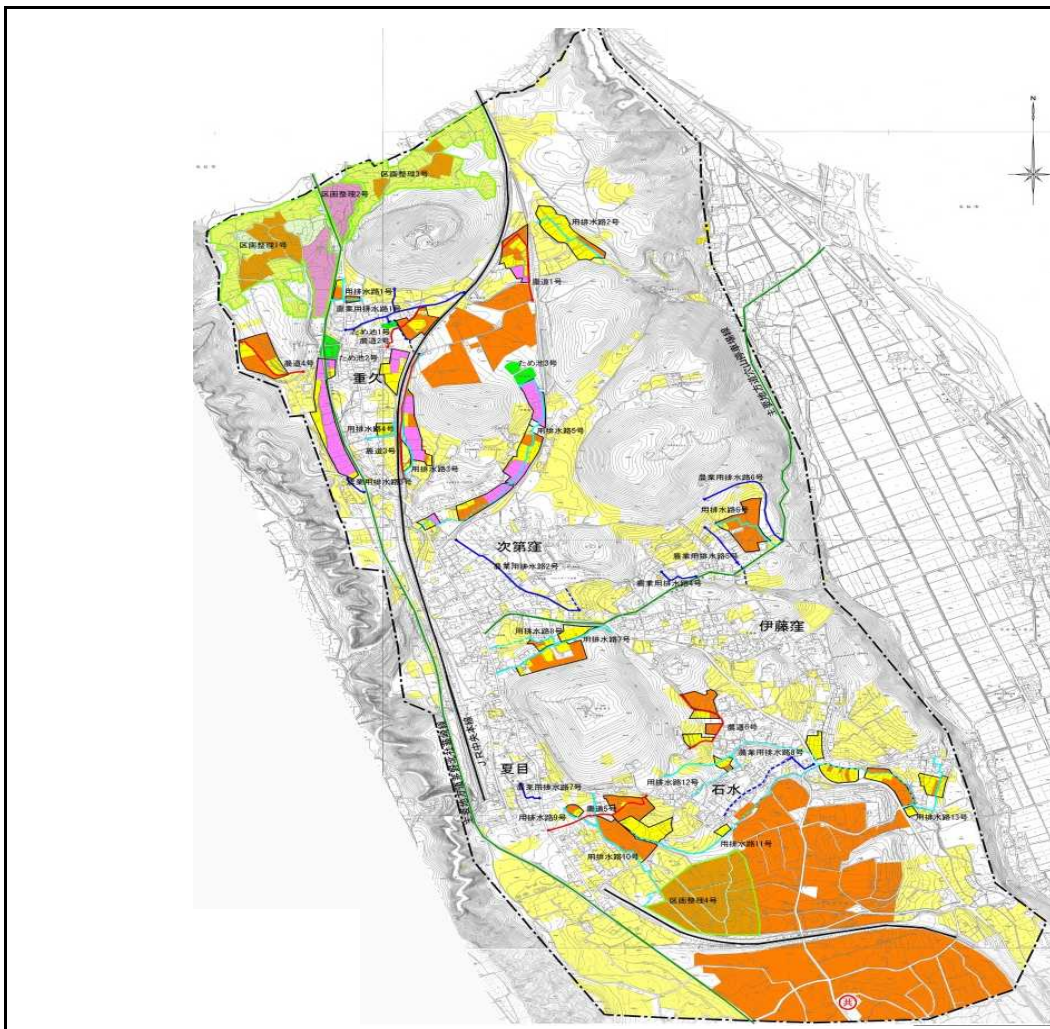 N
区画整理3号
区画整理2号
区画整理1号
用排水路2号
農道1号
用排水路1号
農業用排水路1号
ため池1号
農道2号
ため池2号
農道4号
重久
ため池3号
用排水路4号
農道3号
用排水路3号
用排水路5号
農業用排水路3号
農業用排水路6号
用排水路6号
農業用排水路5号
農業用排水路4号
次第窪
農業用排水路2号
伊藤窪
用排水路8号
用排水路7号
農道6号
JR中央本線
夏目
農業用排水路8号
用排水路12号
石水
農業用排水路7号
農道5号
用排水路9号
用排水路13号
用排水路11号
用排水路10号
区画整理4号